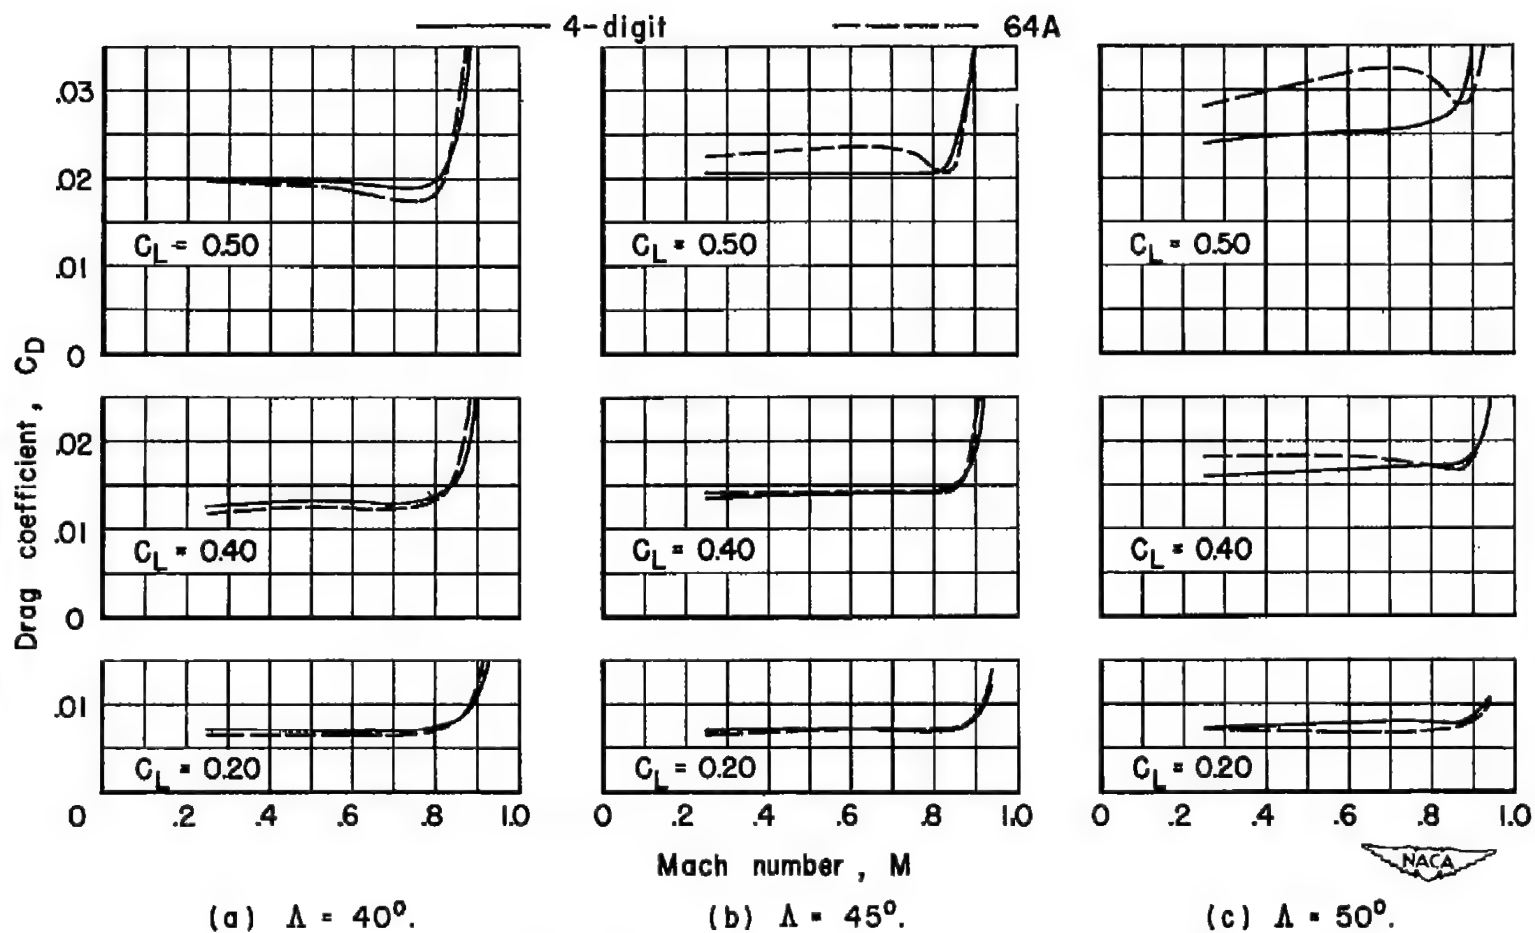 4-digit 64A
.03
.02
C_L = 0.50 C_L = 0.50 C_L = 0.50
.01
0
Drag coefficient, C_D
.02
.01
C_L = 0.40 C_L = 0.40 C_L = 0.40
0
.01
C_L = 0.20 C_L = 0.20 C_L = 0.20
0 .2 .4 .6 .8 1.0 0 .2 .4 .6 .8 1.0 0 .2 .4 .6 .8 1.0
Mach number, M
NACA
(a) Λ = 40°. (b) Λ = 45°. (c) Λ = 50°.